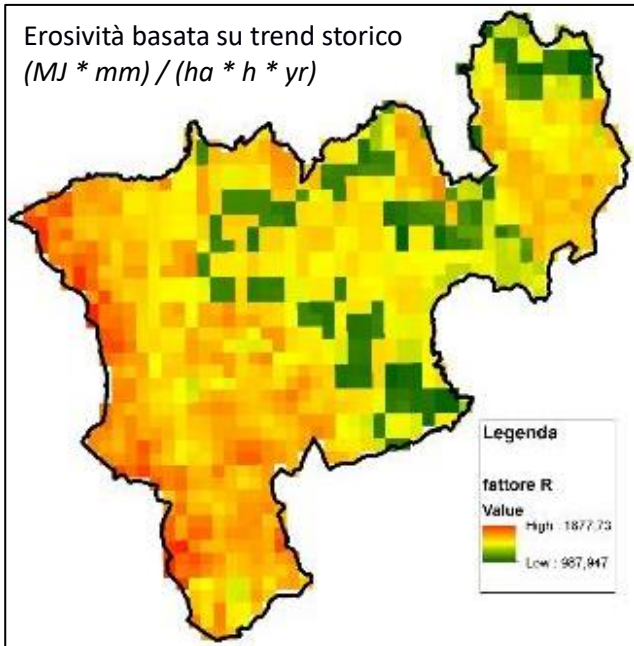 Erosività basata su trend storico
(MJ * mm) / (ha * h * yr)
Legenda
fattore R
Value
High : 1877,73
Low : 987,947